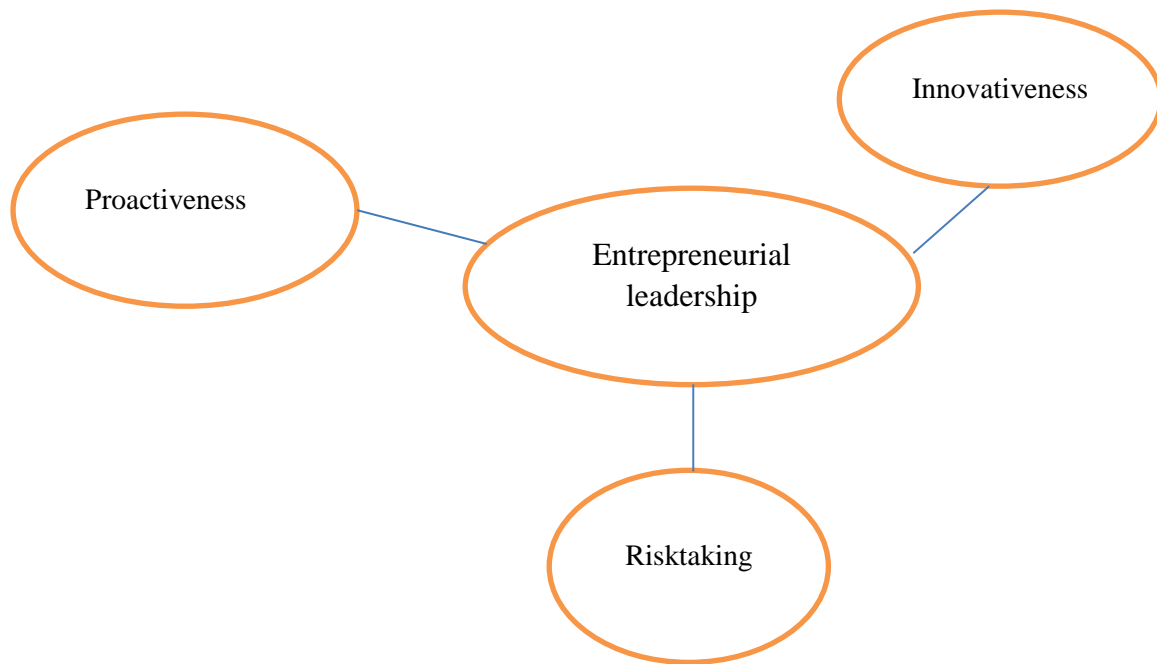 Innovativeness
Proactiveness
Entrepreneurial
leadership
Risktaking